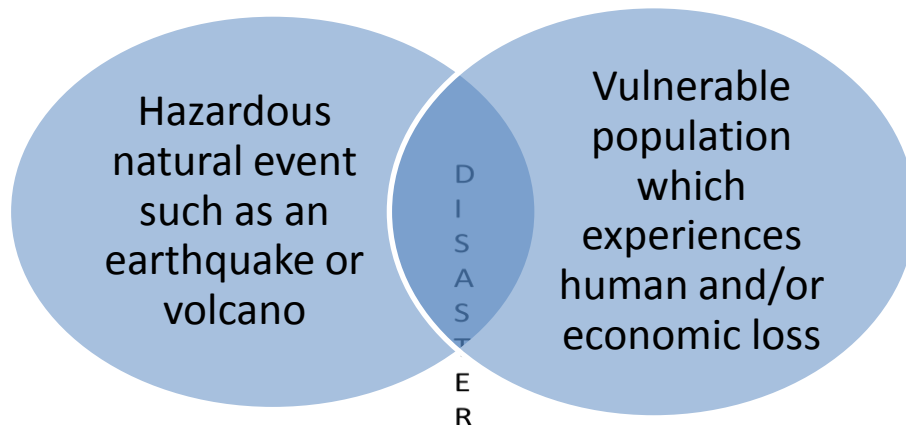 Hazardous
natural event
such as an
earthquake or
volcano
D
I
S
A
S
T
E
R
Vulnerable
population
which
experiences
human and/or
economic loss